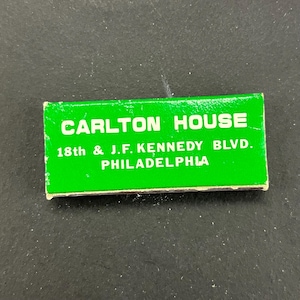 CARLTON HOUSE
18th & J.F. KENNEDY BLVD.
PHILADELPHIA